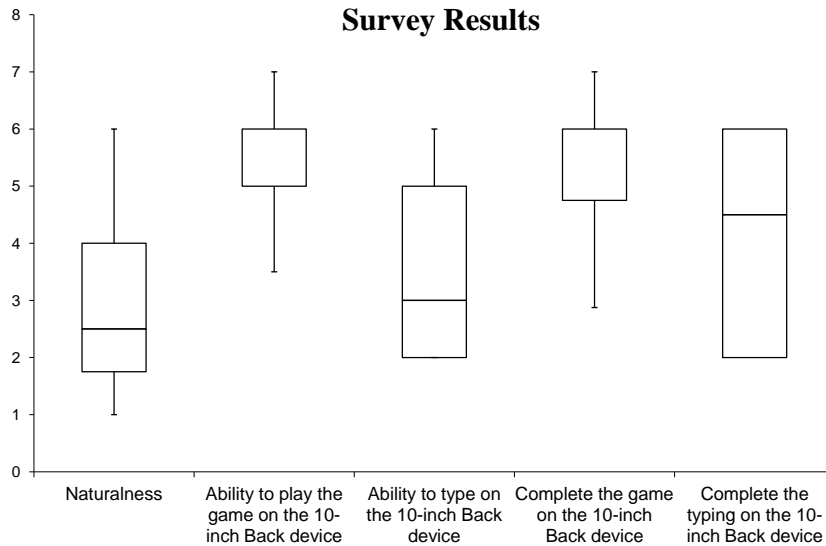 Survey Results
8
7
6
5
4
3
2
1
0
Naturalness
Ability to play the
game on the 10-
inch Back device
Ability to type on
the 10-inch Back
device
Complete the game
on the 10-inch
Back device
Complete the
typing on the 10-
inch Back device